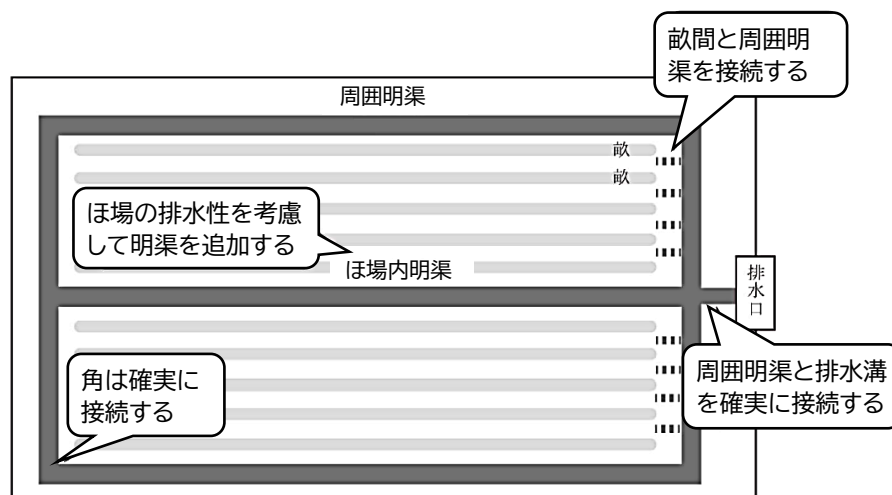 畝間と周囲明
渠を接続する
周囲明渠
畝
畝
ほ場の排水性を考慮
して明渠を追加する
ほ場内明渠
排水口
角は確実に
接続する
周囲明渠と排水溝
を確実に接続する